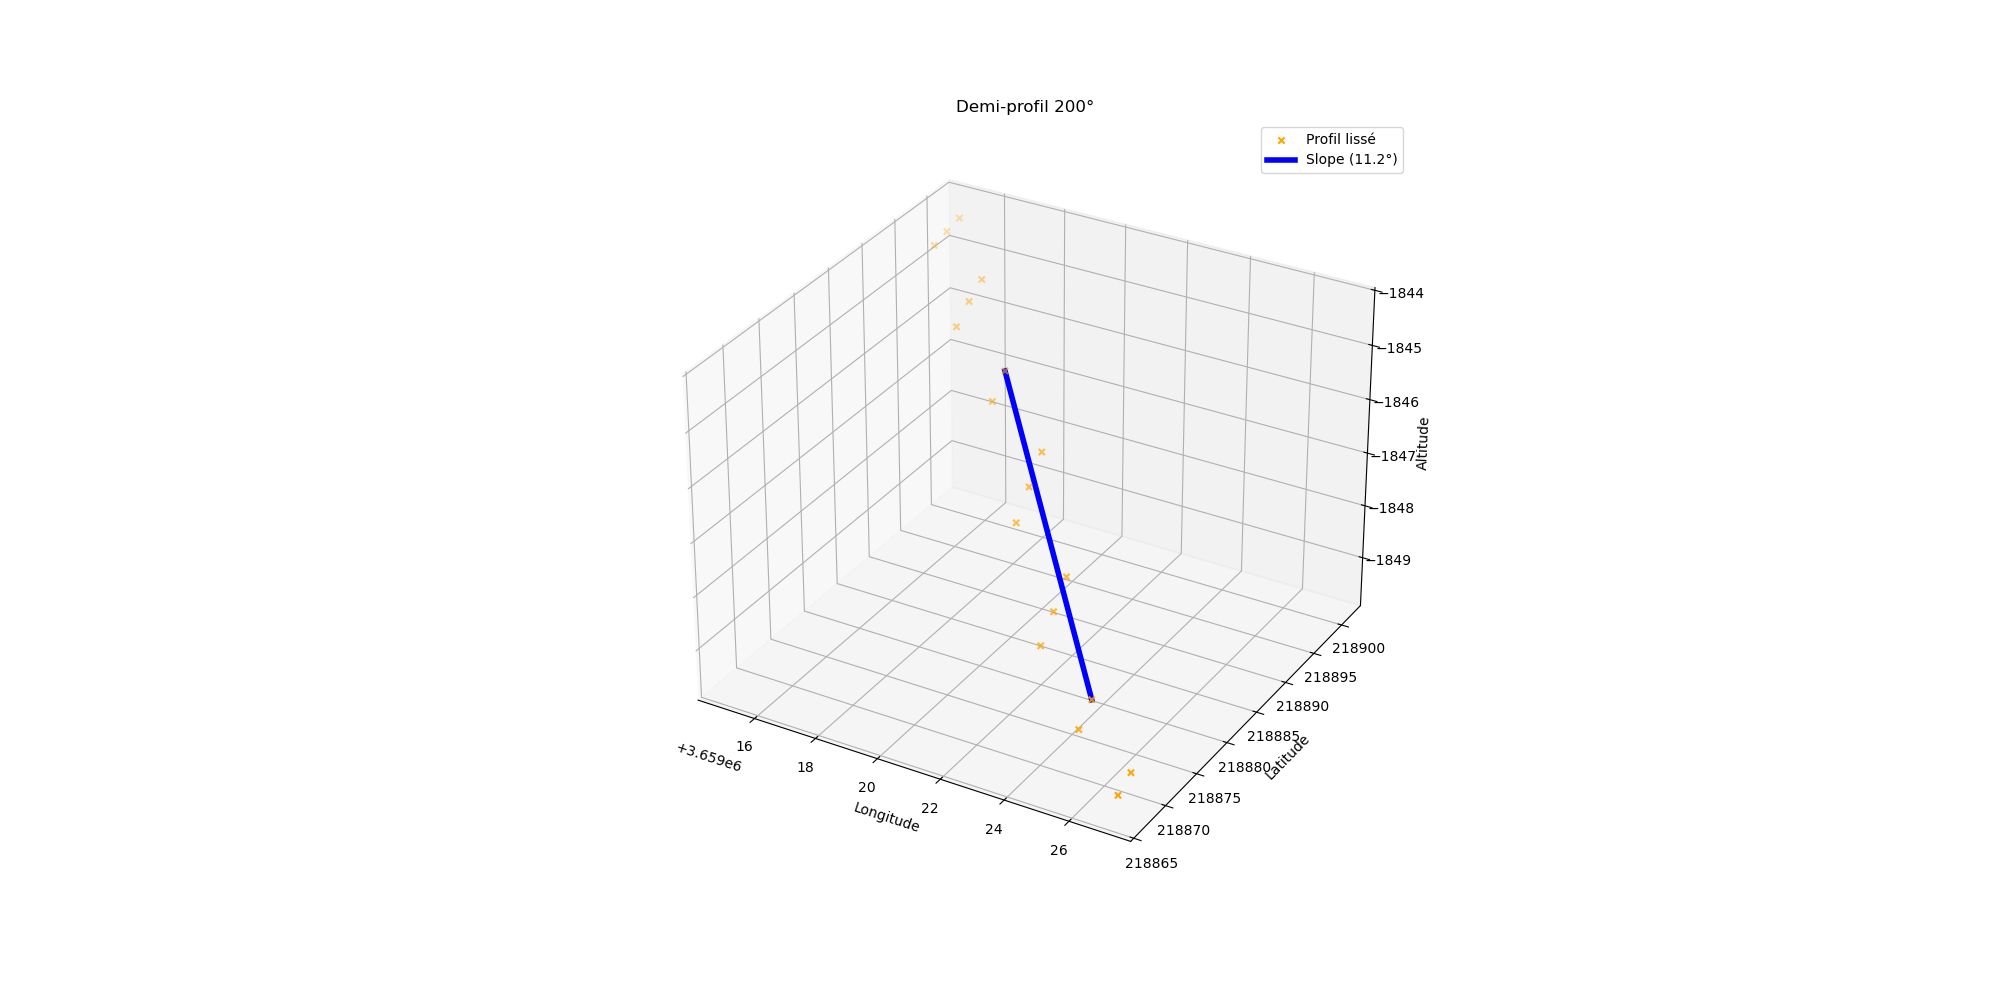 Demi-profil 200°
Profil lissé
Slope (11.2°)
−1844
−1845
−1846
−1847
−1848
−1849
Altitude
218900
218895
218890
218885
218880
218875
218870
218865
Latitude
16
18
20
22
24
26
+3.659e6
Longitude